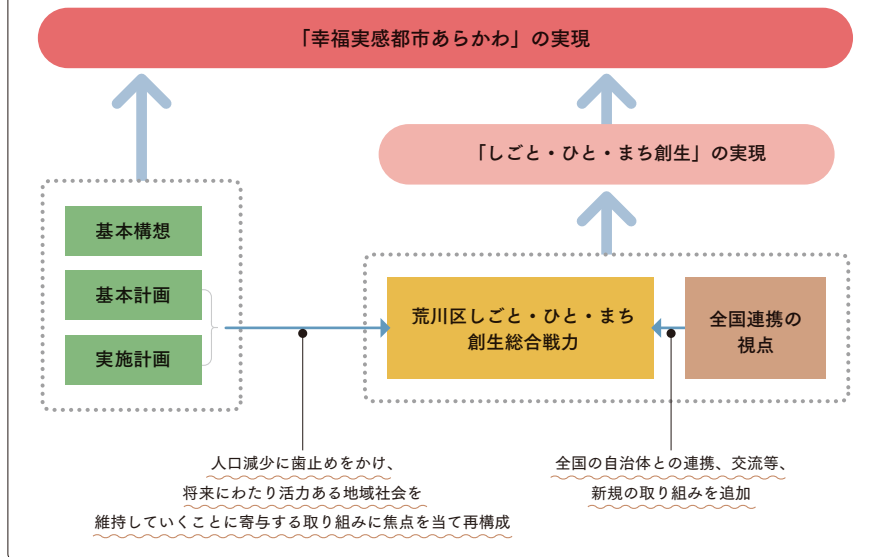 「幸福実感都市あらかわ」の実現
「しごと・ひと・まち創生」の実現
基本構想
基本計画
実施計画
荒川区しごと・ひと・まち
創生総合戦力
全国連携の
視点
人口減少に歯止めをかけ、
将来にわたり活力ある地域社会を
維持していくことに寄与する取り組みに焦点を当て再構成
全国の自治体との連携、交流等、
新規の取り組みを追加